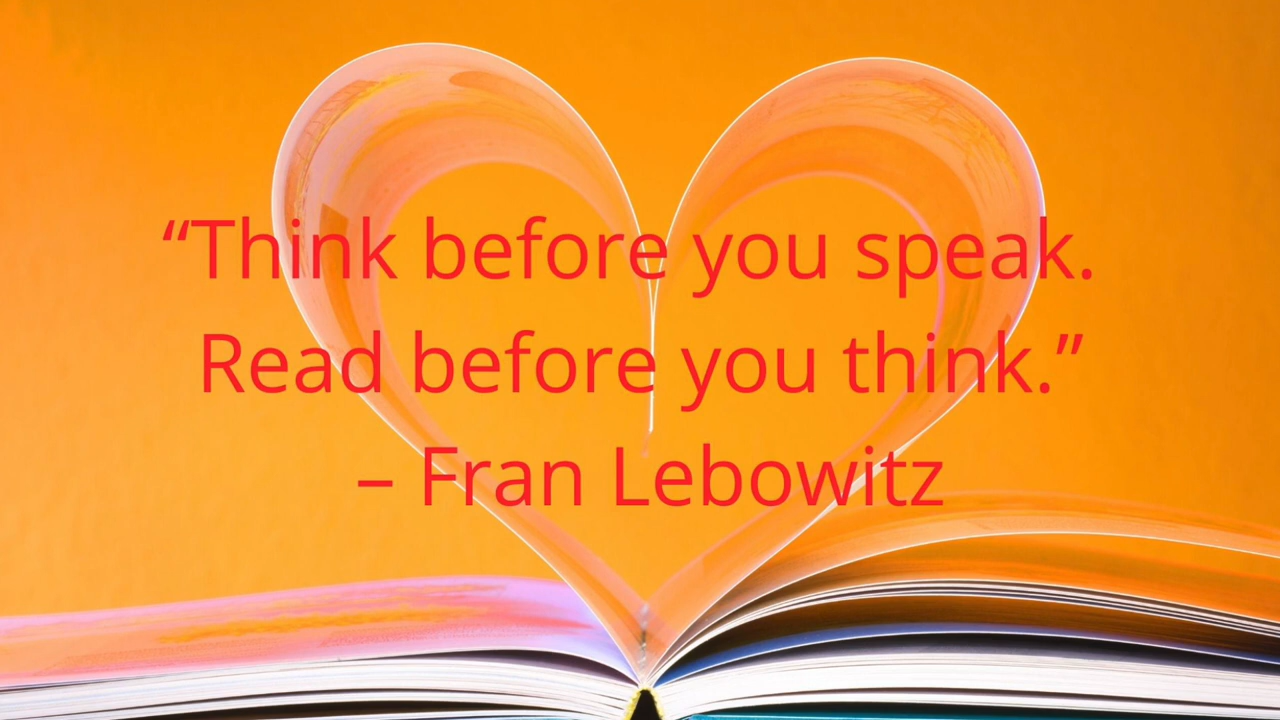 “Think before you speak.
Read before you think.”
– Fran Lebowitz